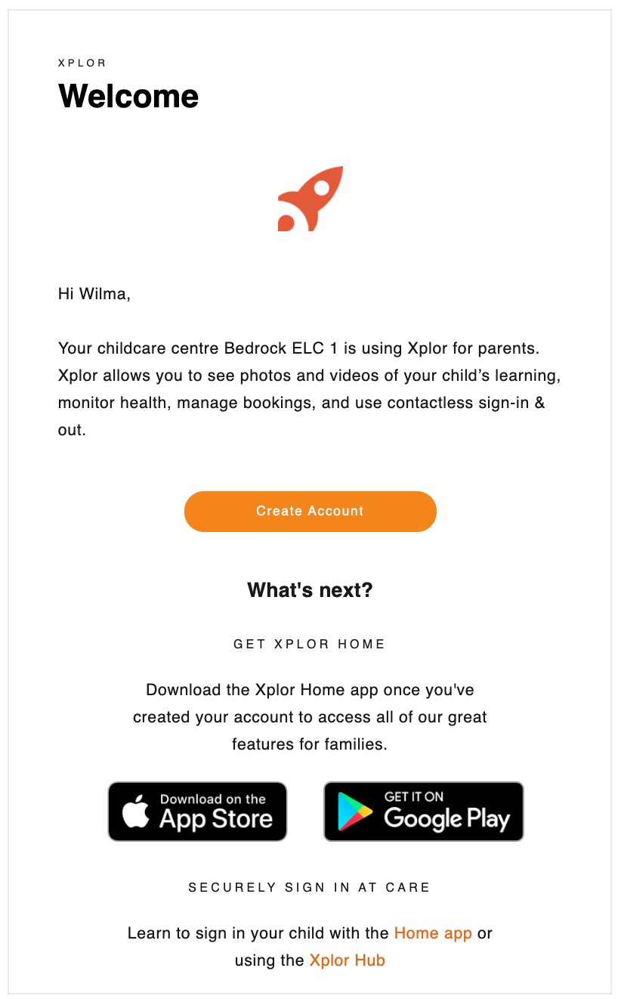 XPLOR
Welcome
Hi Wilma,
Your childcare centre Bedrock ELC 1 is using Xplor for parents.
Xplor allows you to see photos and videos of your child’s learning,
monitor health, manage bookings, and use contactless sign-in &
out.
Create Account
What's next?
GET XPLOR HOME
Download the Xplor Home app once you've
created your account to access all of our great
features for families.
Download on the
App Store
GET IT ON
Google Play
SECURELY SIGN IN AT CARE
Learn to sign in your child with the Home app or
using the Xplor Hub